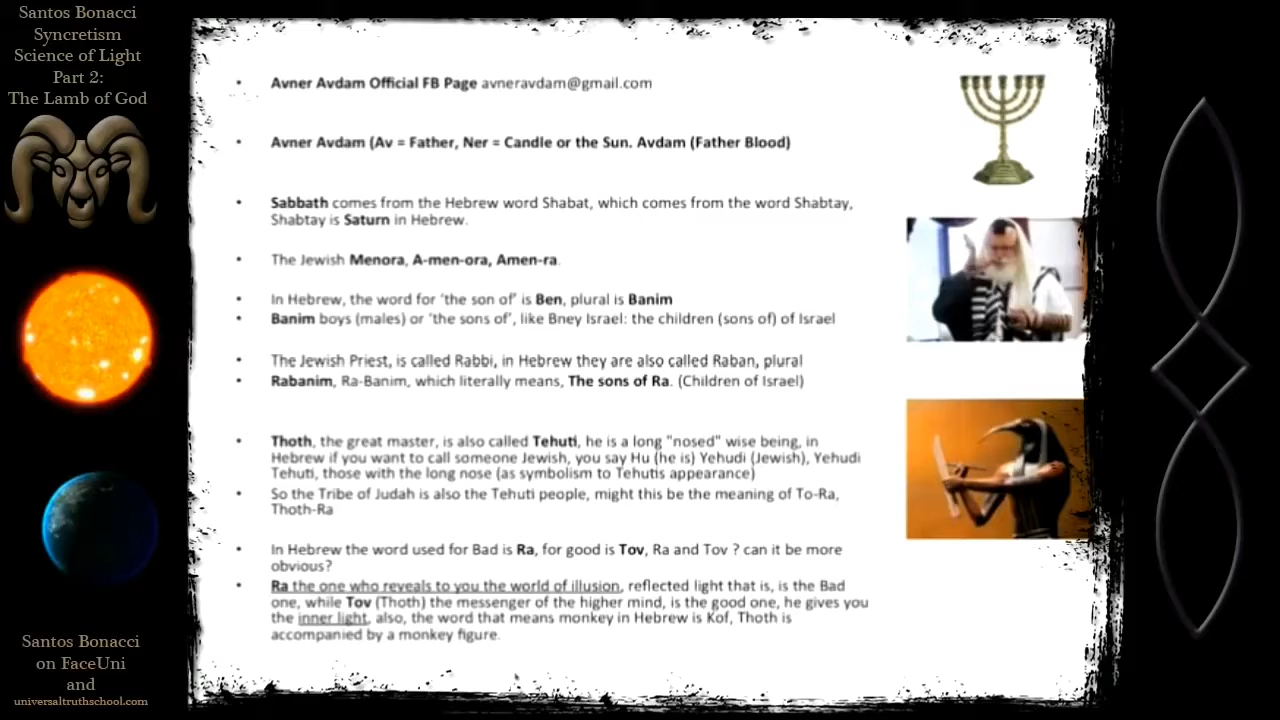 Santos Bonacci
Syncretism
Science of Light
Part 2:
The Lamb of God
• Avner Avdam Official FB Page avneravdam@gmail.com
• Avner Avdam (Av = Father, Ner = Candle or the Sun. Avdam (Father Blood)
• Sabbath comes from the Hebrew word Shabat, which comes from the word Shabtay,
Shabtay is Saturn in Hebrew.
• The Jewish Menora, A-men-ora, Amen-ra.
• In Hebrew, the word for 'the son of' is Ben, plural is Banim
• Banim boys (males) or 'the sons of', like Bney Israel: the children (sons of) of Israel
• The Jewish Priest, is called Rabbi, in Hebrew they are also called Raban, plural
• Rabanim, Ra-Banim, which literally means, The sons of Ra. (Children of Israel)
• Thoth, the great master, is also called Tehuti, he is a long "nosed" wise being, in
Hebrew if you want to call someone Jewish, you say Hu (he is) Yehudi (Jewish), Yehudi
Tehuti, those with the long nose (as symbolism to Tehutis appearance)
• So the Tribe of Judah is also the Tehuti people, might this be the meaning of To-Ra,
Thoth-Ra
• In Hebrew the word used for Bad is Ra, for good is Tov, Ra and Tov ? can it be more
obvious?
• Ra the one who reveals to you the world of illusion, reflected light that is, is the Bad
one, while Tov (Thoth) the messenger of the higher mind, is the good one, he gives you
the inner light, also, the word that means monkey in Hebrew is Kof, Thoth is
accompanied by a monkey figure.
Santos Bonacci
on FaceUni
and
universaltruthschool.com